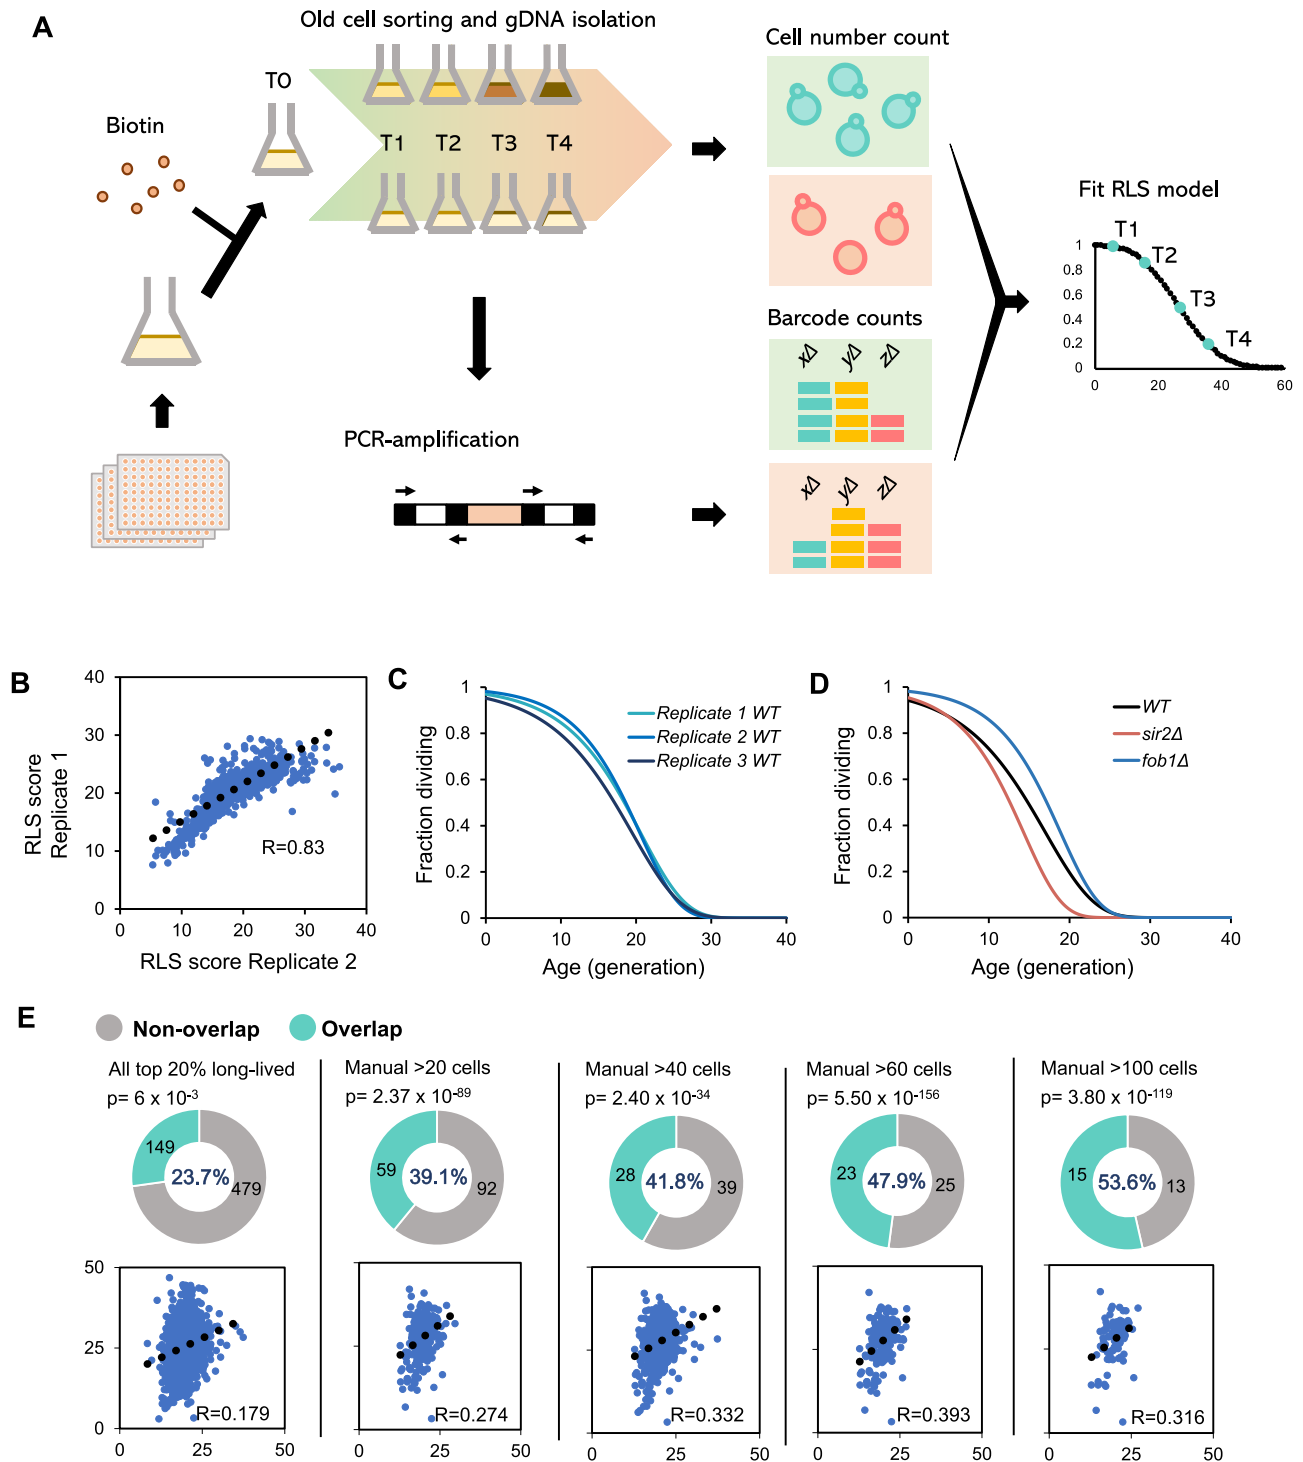 A
Old cell sorting and gDNA isolation
T0
Biotin
T1 T2 T3 T4
Cell number count
Barcode counts
xΔ yΔ zΔ
xΔ yΔ zΔ
PCR-amplification
Fit RLS model
1
0.8
0.6
0.4
0.2
0
T1
T2
T3
T4
0 20 40 60
B
40
30
20
10
0
RLS score
Replicate 1
R=0.83
0 10 20 30 40
RLS score Replicate 2
C
1
0.8
0.6
0.4
0.2
0
Fraction dividing
Replicate 1 WT
Replicate 2 WT
Replicate 3 WT
0 10 20 30 40
Age (generation)
D
1
0.8
0.6
0.4
0.2
0
Fraction dividing
WT
sir2Δ
fob1Δ
0 10 20 30 40
Age (generation)
E
Non-overlap Overlap
All top 20% long-lived
p= 6 x 10-3
149
23.7%
479
Manual >20 cells
p= 2.37 x 10-89
59
39.1%
92
Manual >40 cells
p= 2.40 x 10-34
28
41.8%
39
Manual >60 cells
p= 5.50 x 10-156
23
47.9%
25
Manual >100 cells
p= 3.80 x 10-119
15
53.6%
13
50
25
0
R=0.179
0 25 50
R=0.274
0 25 50
R=0.332
0 25 50
R=0.393
0 25 50
R=0.316
0 25 50